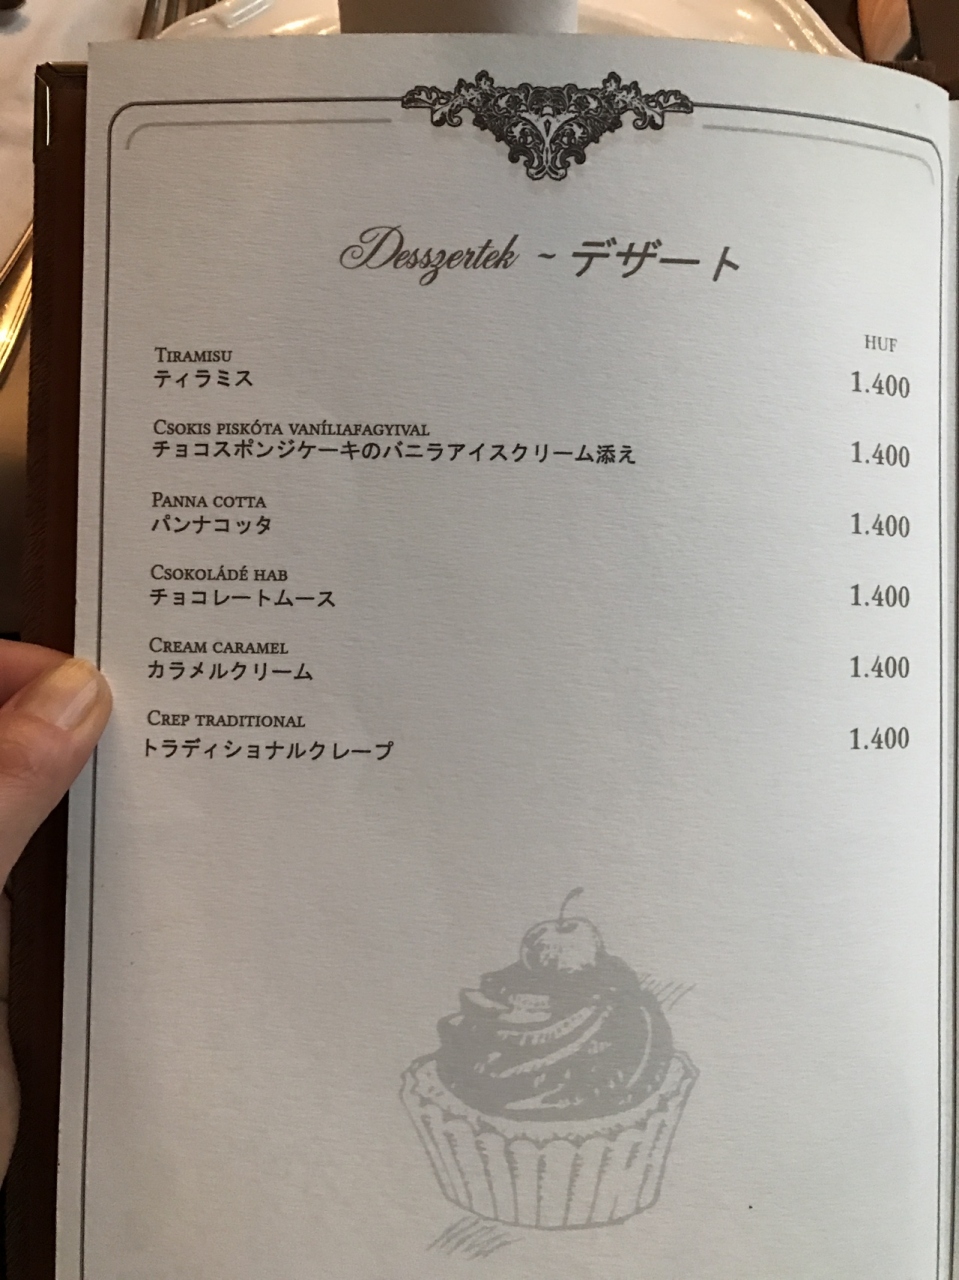 Desszertek ~ デザート
HUF
Tiramisu
ティラミス 1.400
Csokis piskóta vaníliafagyival
チョコスポンジケーキのバニラアイスクリーム添え 1.400
Panna cotta
パンナコッタ 1.400
Csokoládé hab
チョコレートムース 1.400
Cream caramel
カラメルクリーム 1.400
Crep traditional
トラディショナルクレープ 1.400